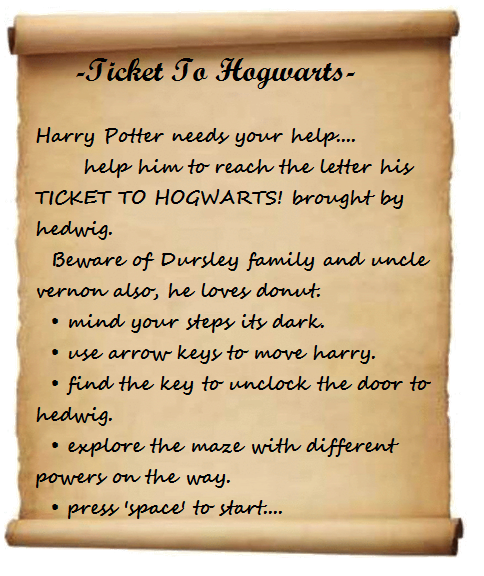 -Ticket To Hogwarts-
Harry Potter needs your help....
help him to reach the letter his
TICKET TO HOGWARTS! brought by
hedwig.
Beware of Dursley family and uncle
vernon also, he loves donut.
• mind your steps its dark.
• use arrow keys to move harry.
• find the key to unclock the door to
hedwig.
• explore the maze with different
powers on the way.
• press 'space' to start....